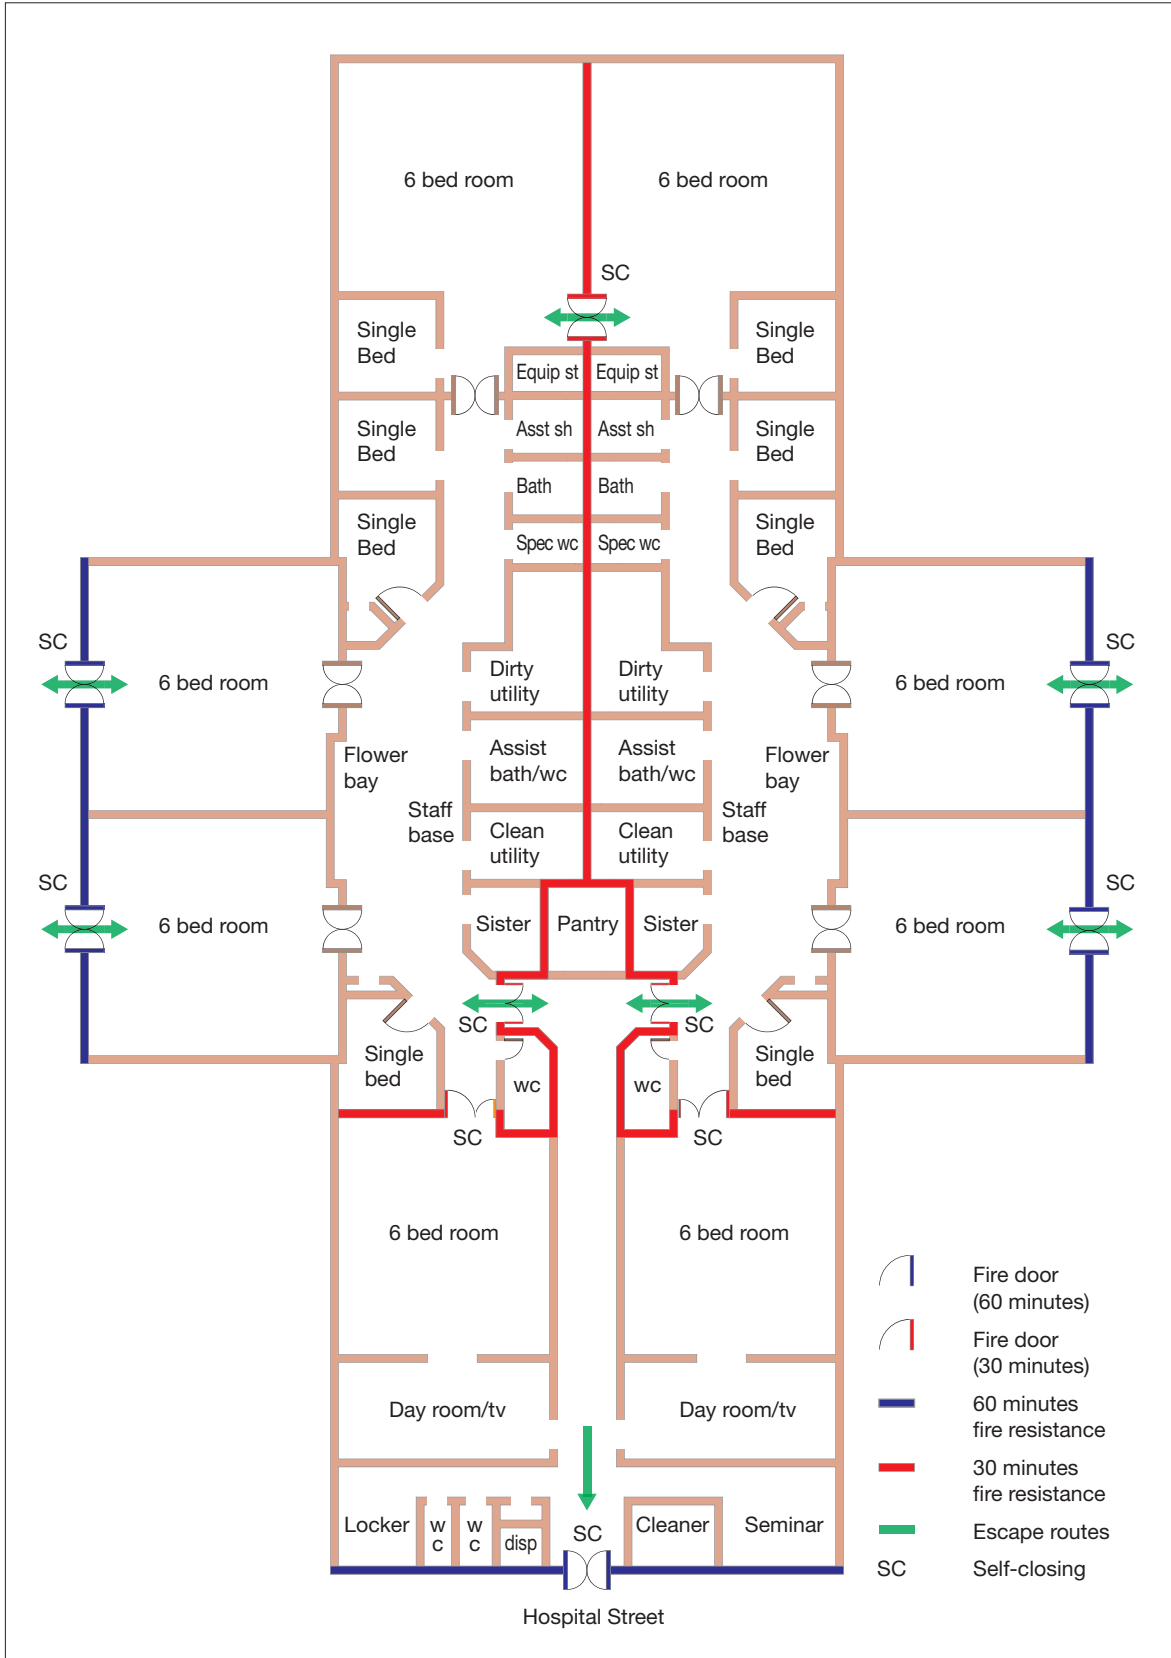 6 bed room
6 bed room
SC
Single
Bed
Single
Bed
Equip st
Equip st
Single
Bed
Asst sh
Asst sh
Single
Bed
Bath
Bath
Single
Bed
Spec wc
Spec wc
Single
Bed
SC
SC
6 bed room
Dirty
utility
Dirty
utility
6 bed room
Flower
bay
Assist
bath/wc
Assist
bath/wc
Flower
bay
Staff
base
Clean
utility
Clean
utility
Staff
base
SC
SC
6 bed room
Sister
Pantry
Sister
6 bed room
SC
SC
Single
bed
wc
wc
Single
bed
SC
SC
6 bed room
6 bed room
Day room/tv
Day room/tv
Locker
w
c
w
c
disp
SC
Cleaner
Seminar
Hospital Street
Fire door
(60 minutes)
Fire door
(30 minutes)
60 minutes
fire resistance
30 minutes
fire resistance
Escape routes
SC
Self-closing